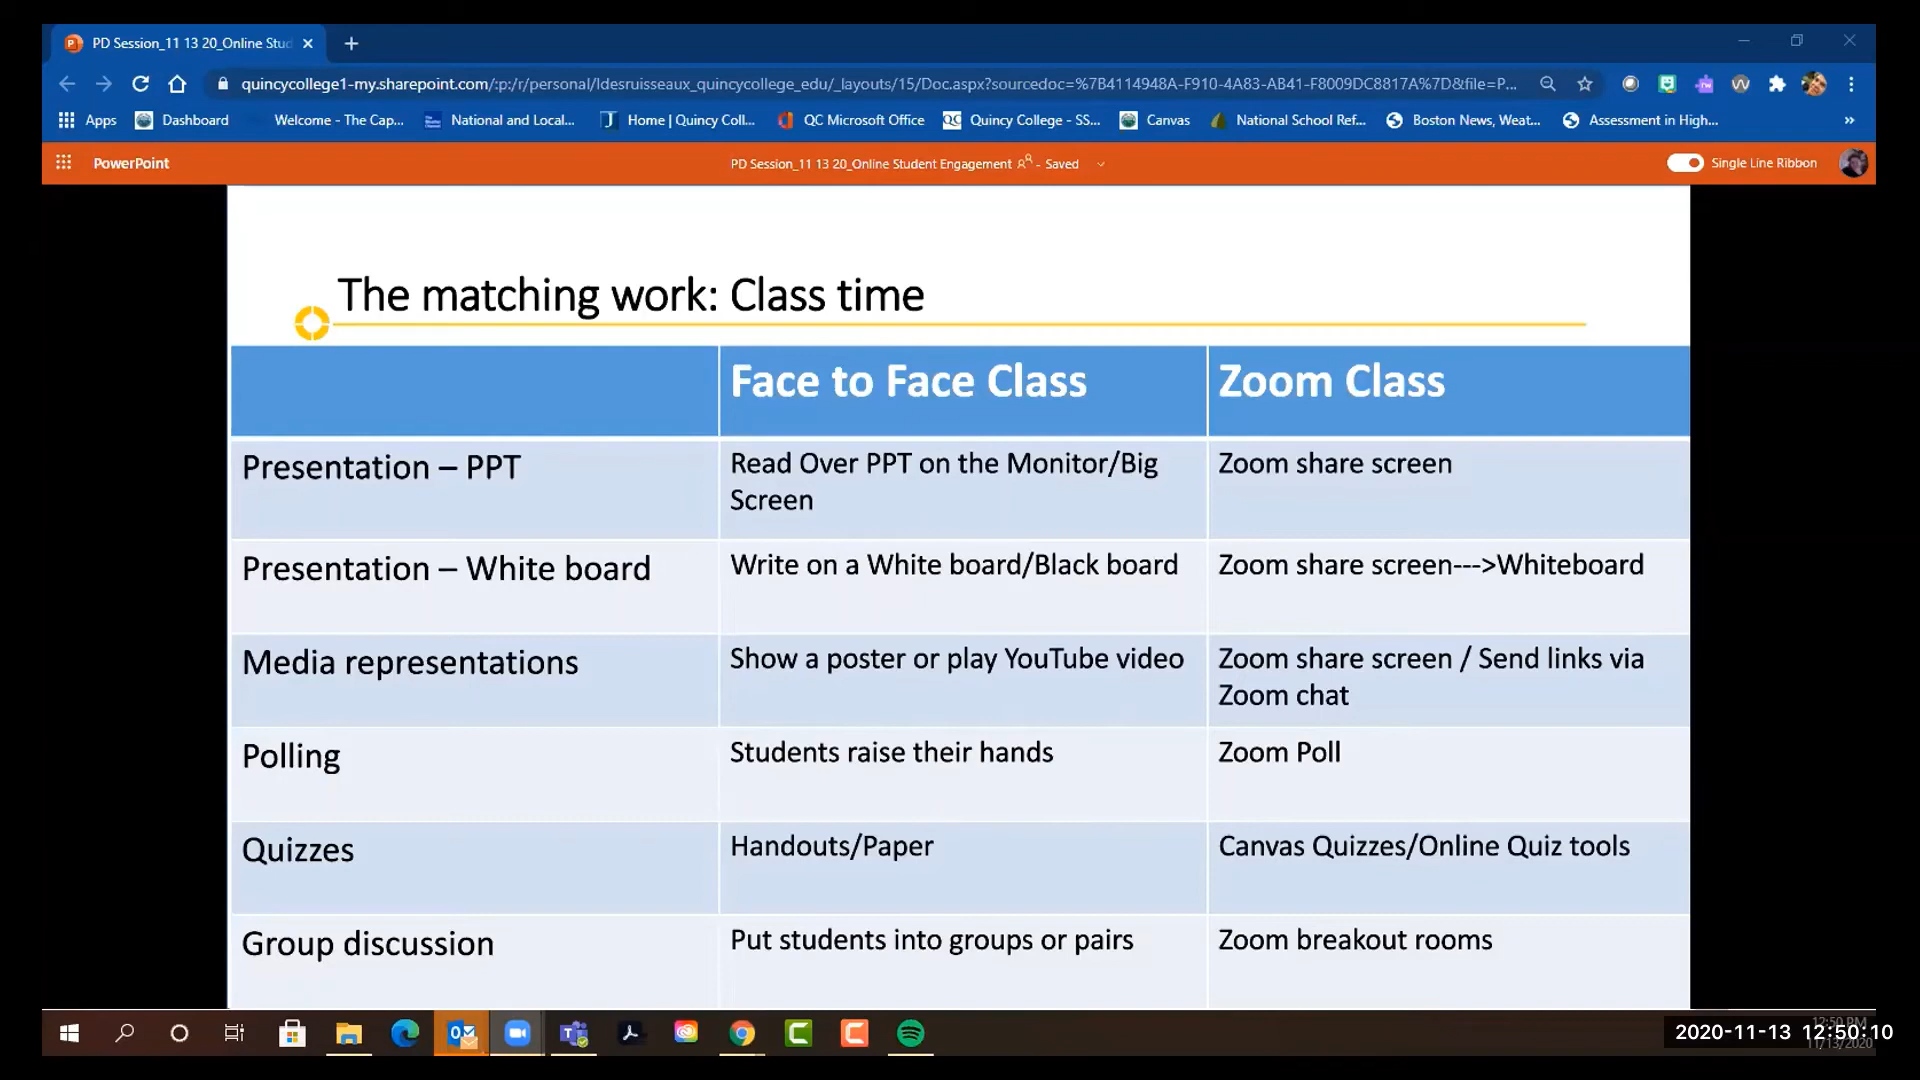 PD Session_11 13 20_Online Stud
quincycollege1-my.sharepoint.com/:p:/r/personal/ldesruisseaux_quincycollege_edu/_layouts/15/Doc.aspx?sourcedoc=%7B4114948A-F910-4A83-AB41-F8009DC8817A%7D&file=P...
Apps Dashboard Welcome - The Cap... National and Local... Home | Quincy Coll... QC Microsoft Office Quincy College - SS... Canvas National School Ref... Boston News, Weat... Assessment in High...
PowerPoint PD Session_11 13 20_Online Student Engagement - Saved Single Line Ribbon
The matching work: Class time
Face to Face Class Zoom Class
Presentation – PPT Read Over PPT on the Monitor/Big Zoom share screen
Screen
Presentation – White board Write on a White board/Black board Zoom share screen--->Whiteboard
Media representations Show a poster or play YouTube video Zoom share screen / Send links via
Zoom chat
Polling Students raise their hands Zoom Poll
Quizzes Handouts/Paper Canvas Quizzes/Online Quiz tools
Group discussion Put students into groups or pairs Zoom breakout rooms
12:50 PM
2020-11-13 12:50:10
11/13/2020